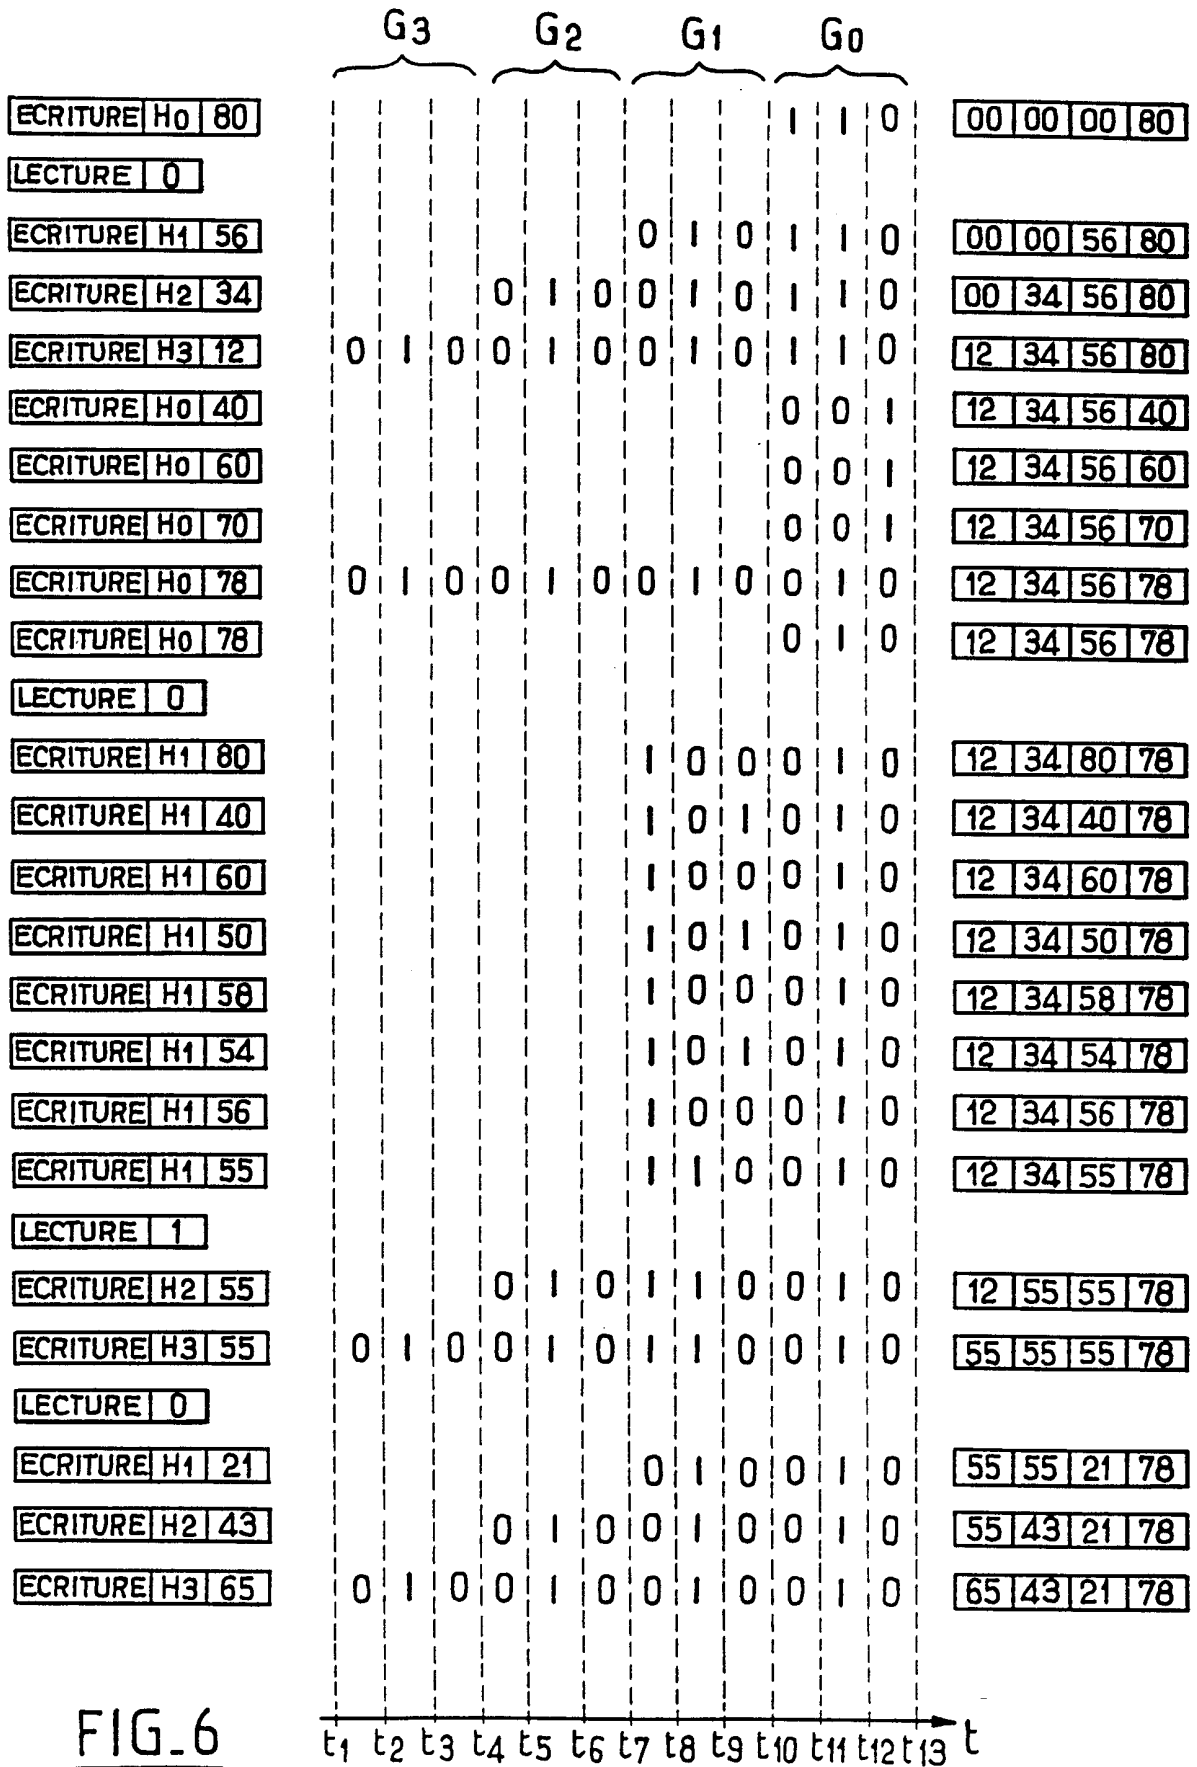 G3 G2 G1 G0
ECRITURE H0 80 1 1 0 00 00 00 80
LECTURE 0
ECRITURE H1 56 0 1 0 1 1 0 00 00 56 80
ECRITURE H2 34 0 1 0 0 1 0 1 1 0 00 34 56 80
ECRITURE H3 12 0 1 0 0 1 0 0 1 0 1 1 0 12 34 56 80
ECRITURE H0 40 0 0 1 12 34 56 40
ECRITURE H0 60 0 0 1 12 34 56 60
ECRITURE H0 70 0 0 1 12 34 56 70
ECRITURE H0 78 0 1 0 0 1 0 0 1 0 0 1 0 12 34 56 78
ECRITURE H0 78 0 1 0 12 34 56 78
LECTURE 0
ECRITURE H1 80 1 0 0 0 1 0 12 34 80 78
ECRITURE H1 40 1 0 1 0 1 0 12 34 40 78
ECRITURE H1 60 1 0 0 0 1 0 12 34 60 78
ECRITURE H1 50 1 0 1 0 1 0 12 34 50 78
ECRITURE H1 58 1 0 0 0 1 0 12 34 58 78
ECRITURE H1 54 1 0 1 0 1 0 12 34 54 78
ECRITURE H1 56 1 0 0 0 1 0 12 34 56 78
ECRITURE H1 55 1 1 0 0 1 0 12 34 55 78
LECTURE 1
ECRITURE H2 55 0 1 0 1 1 0 0 1 0 12 55 55 78
ECRITURE H3 55 0 1 0 0 1 0 1 1 0 0 1 0 55 55 55 78
LECTURE 0
ECRITURE H1 21 0 1 0 0 1 0 55 55 21 78
ECRITURE H2 43 0 1 0 0 1 0 0 1 0 55 43 21 78
ECRITURE H3 65 0 1 0 0 1 0 0 1 0 0 1 0 65 43 21 78
t1 t2 t3 t4 t5 t6 t7 t8 t9 t10 t11 t12 t13 t
FIG_6